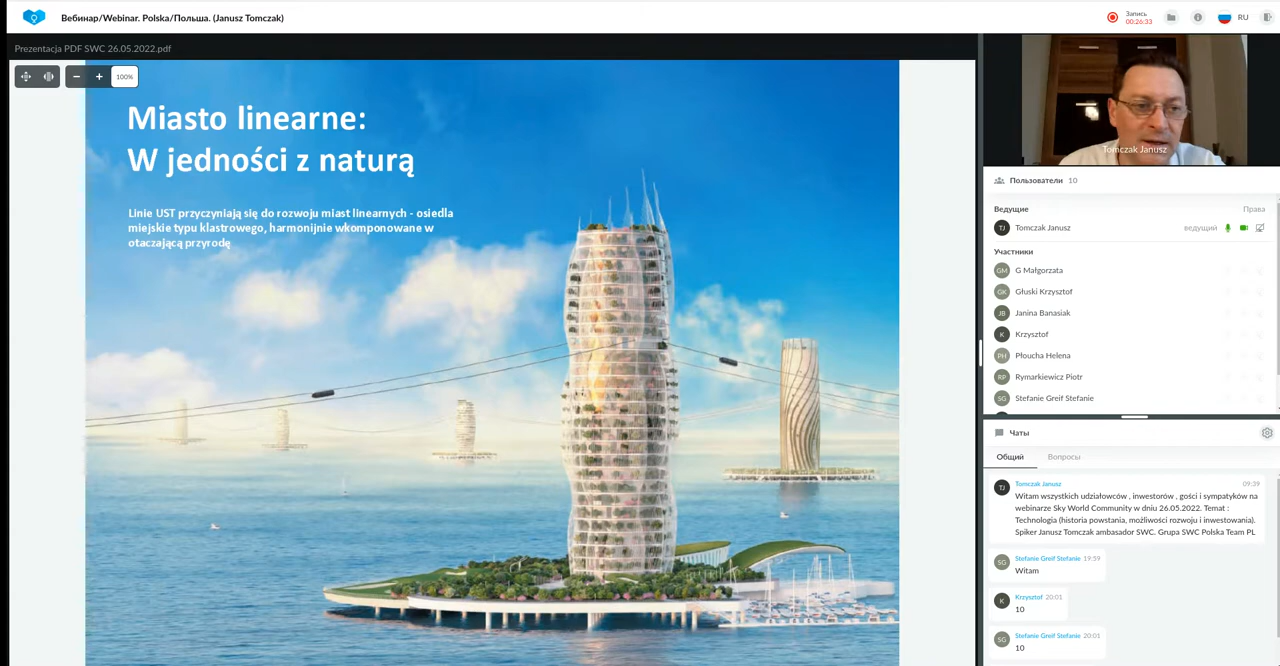 Вебинар/Webinar. Polska/Польша. (Janusz Tomczak)
Запись
00:26:33
RU
Prezentacja PDF SWC 26.05.2022.pdf
100%
Miasto linearne:
W jedności z naturą
Linie UST przyczyniają się do rozwoju miast linearnych - osiedla
miejskie typu klastrowego, harmonijnie wkomponowane w
otaczającą przyrodę
Tomczak Janusz
Пользователи 10
Ведущие Права
TJ Tomczak Janusz ведущий
Участники
GM G Małgorzata
GK Głuski Krzysztof
JB Janina Banasiak
K Krzysztof
PH Płoucha Helena
RP Rymarkiewicz Piotr
SG Stefanie Greif Stefanie
Чаты
Общий Вопросы
TJ Tomczak Janusz 09:39
Witam wszystkich udziałowców , inwestorów , gości i sympatyków na
webinarze Sky World Community w dniu 26.05.2022. Temat :
Technologia (historia powstania, możliwości rozwoju i inwestowania).
Spiker Janusz Tomczak ambasador SWC. Grupa SWC Polska Team PL
SG Stefanie Greif Stefanie 19:59
Witam
K Krzysztof 20:01
10
SG Stefanie Greif Stefanie 20:01
10